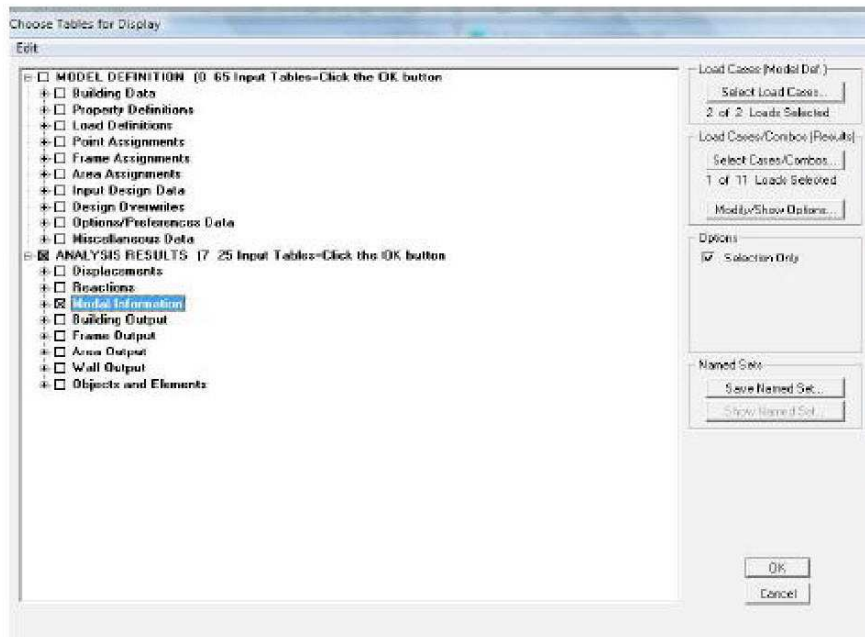 Choose Tables for Display
Edit
MODEL DEFINITION (0 65 Input Tables=Click the OK button
Building Data
Property Definitions
Load Definitions
Point Assignments
Frame Assignments
Area Assignments
Input Design Data
Design Overwrites
Options/Preferences Data
Miscellaneous Data
ANALYSIS RESULTS (7 25 Input Tables=Click the OK button
Displacements
Reactions
Modal Information
Building Output
Frame Output
Area Output
Wall Output
Objects and Elements
Load Cases (Model Def.)
Select Load Cases...
2 of 2 Loads Selected
Load Cases/Combos (Results)
Select Cases/Combos...
1 of 11 Loads Selected
Modify/Show Options...
Options
Selection Only
Named Sets
Save Named Set...
Show Named Set...
OK
Cancel